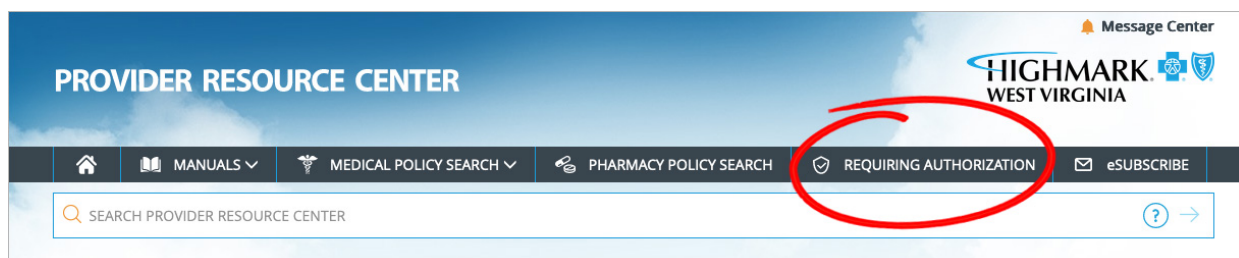 Message Center
PROVIDER RESOURCE CENTER
HIGHMARK.
WEST VIRGINIA
MANUALS MEDICAL POLICY SEARCH PHARMACY POLICY SEARCH REQUIRING AUTHORIZATION eSUBSCRIBE
SEARCH PROVIDER RESOURCE CENTER ?